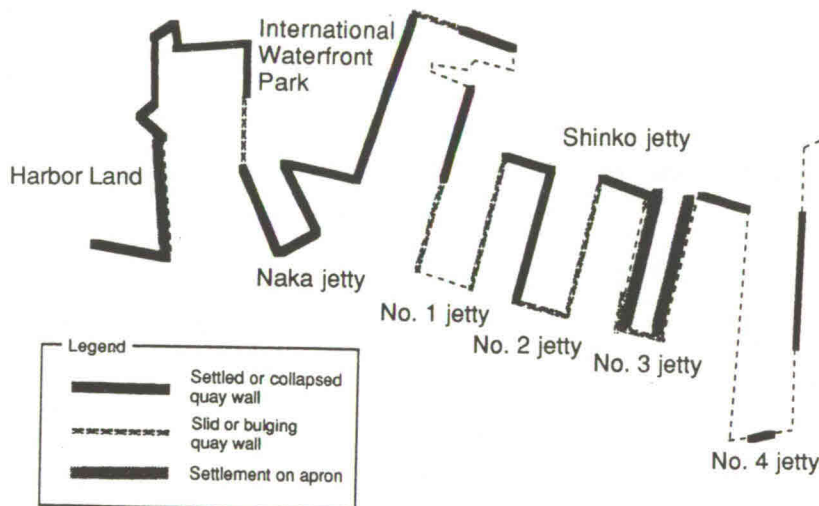 International
Waterfront
Park
Shinko jetty
Harbor Land
Naka jetty
No. 1 jetty
No. 2 jetty
No. 3 jetty
No. 4 jetty
Legend
Settled or collapsed
quay wall
Slid or bulging
quay wall
Settlement on apron